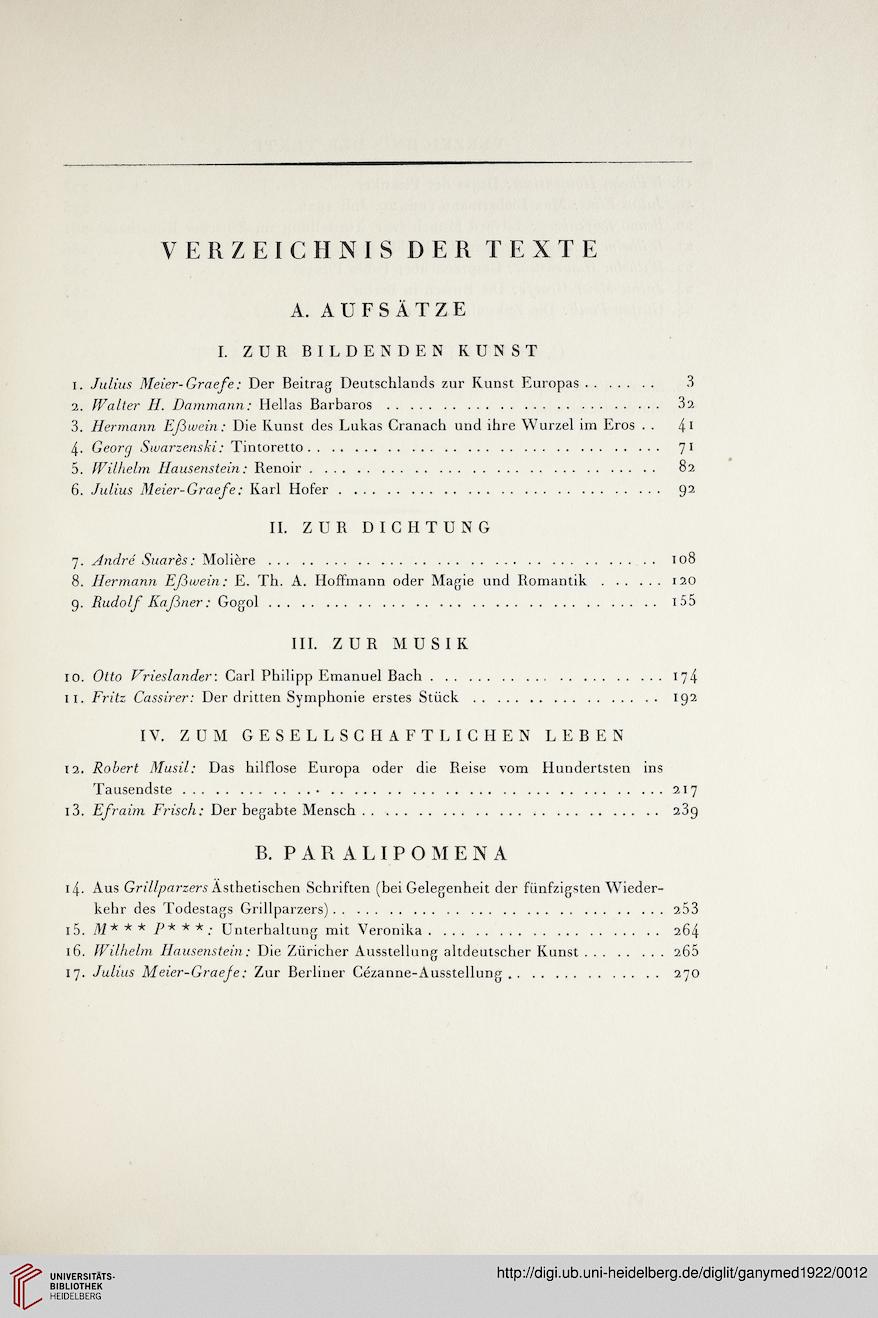 VERZEICHNIS DER TEXTE
A. AUFSÄTZE
I. ZUR BILDENDEN KUNST
1. Julius Meier-Graefe: Der Beitrag Deutschlands zur Kunst Europas . . . . . . . 3
2. Walter H. Dammann: Hellas Barbaros . . . . . . . . . . . . . . . . . . . . . . . . . . 32
3. Hermann Eßwein: Die Kunst des Lukas Cranach und ihre Wurzel im Eros . . 41
4. Georg Swarzenski: Tintoretto . . . . . . . . . . . . . . . . . . . . . . . . . . . . . . . . . 71
5. Wilhelm Hausenstein: Renoir . . . . . . . . . . . . . . . . . . . . . . . . . . . . . . . . . 82
6. Julius Meier-Graefe: Karl Hofer . . . . . . . . . . . . . . . . . . . . . . . . . . . . . . 92
II. ZUR DICHTUNG
7. André Suarès: Molière . . . . . . . . . . . . . . . . . . . . . . . . . . . . . . . . . . . . . 108
8. Hermann Eßwein: E. Th. A. Hoffmann oder Magie und Romantik . . . . . . 120
9. Rudolf Kaßner: Gogol . . . . . . . . . . . . . . . . . . . . . . . . . . . . . . . . . . . . . 155
III. ZUR MUSIK
10. Otto Vrieslander: Carl Philipp Emanuel Bach . . . . . . . . . . . . . . . . . . . . . . 174
11. Fritz Cassirer: Der dritten Symphonie erstes Stück . . . . . . . . . . . . . . . . . . 192
IV. ZUM GESELLSCHAFTLICHEN LEBEN
12. Robert Musil: Das hilflose Europa oder die Reise vom Hundertsten ins
Tausendste . . . . . . . . . . . . . . . . . . . . . . . . . . . . . . . . . . . . . . . . . . . . . 217
13. Efraim Frisch: Der begabte Mensch . . . . . . . . . . . . . . . . . . . . . . . . . . . . 239
B. PARALIPOMENA
14. Aus Grillparzers Ästhetischen Schriften (bei Gelegenheit der fünfzigsten Wieder-
kehr des Todestags Grillparzers) . . . . . . . . . . . . . . . . . . . . . . . . . . . . . . . 253
15. M*** P***: Unterhaltung mit Veronika . . . . . . . . . . . . . . . . . . . . . . 264
16. Wilhelm Hausenstein: Die Züricher Ausstellung altdeutscher Kunst . . . . . . . . 265
17. Julius Meier-Graefe: Zur Berliner Cézanne-Ausstellung . . . . . . . . . . . . . . 270
UNIVERSITÄTS-
BIBLIOTHEK
HEIDELBERG
http://digi.ub.uni-heidelberg.de/diglit/ganymed1922/0012